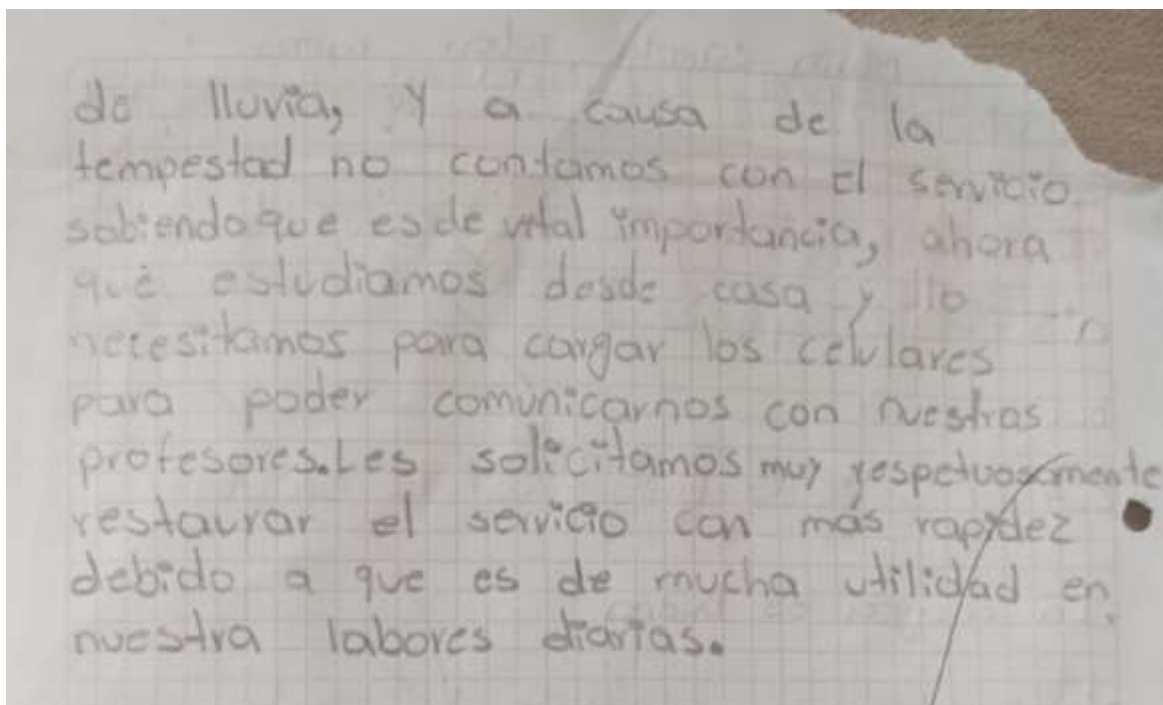 de lluvia, y a causa de la
tempestad no contamos con el servicio
sabiendo que es de vital importancia, ahora
qué estudiamos desde casa y lo
necesitamos para cargar los celulares
para poder comunicarnos con nuestros
profesores. Les solicitamos muy respetuosamente
restaurar el servicio con más rapidez
debido a que es de mucha utilidad en
nuestra labores diarias.